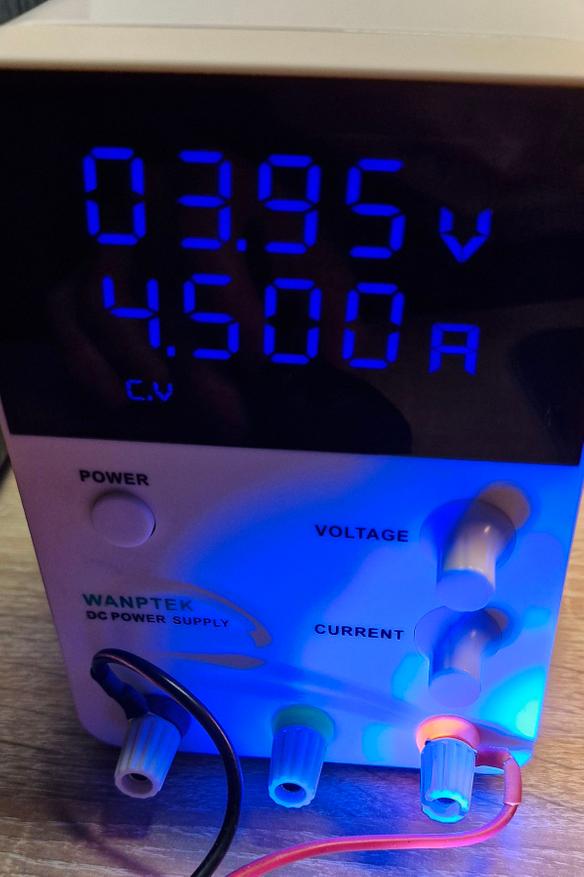 03.95 V
4.500 A
C.V
POWER
VOLTAGE
WANPTEK
DC POWER SUPPLY
CURRENT